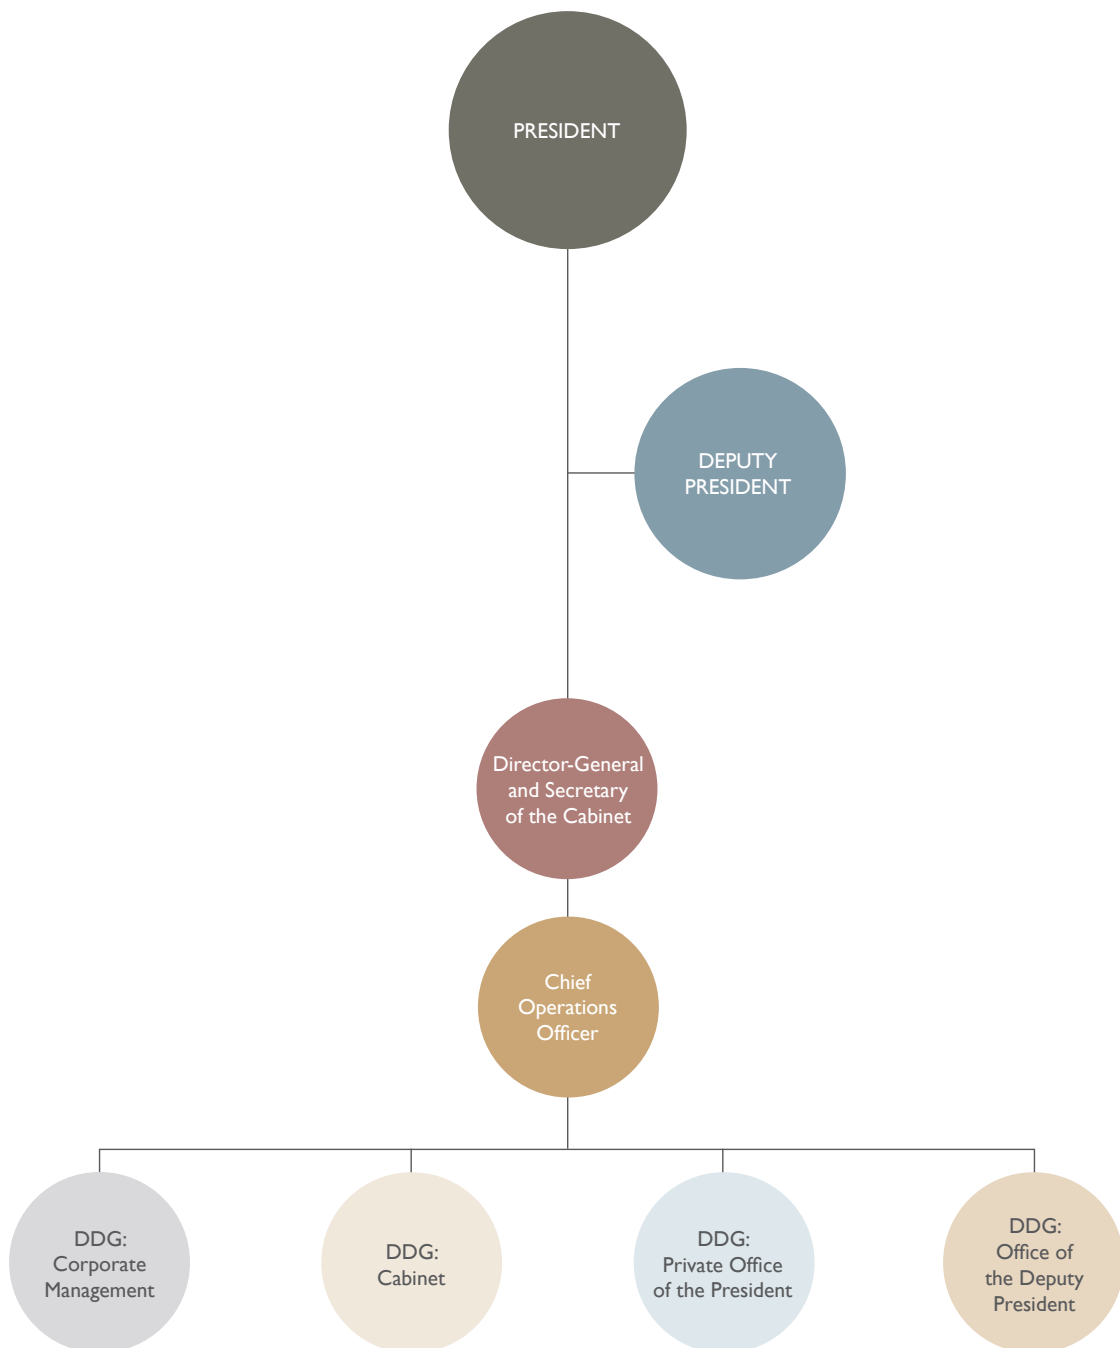 PRESIDENT
DEPUTY
PRESIDENT
Director-General
and Secretary
of the Cabinet
Chief
Operations
Officer
DDG:
Corporate
Management
DDG:
Cabinet
DDG:
Private Office
of the President
DDG:
Office of
the Deputy
President